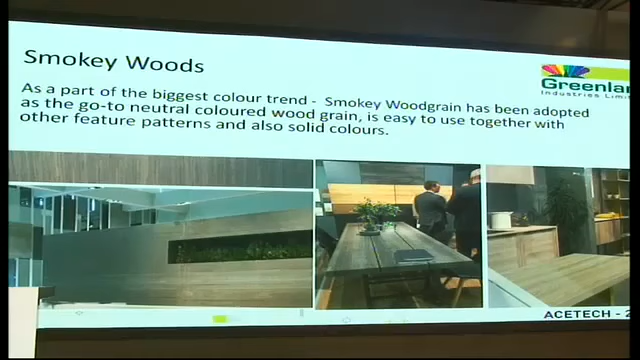 Smokey Woods
As a part of the biggest colour trend - Smokey Woodgrain has been adopted
as the go-to neutral coloured wood grain, is easy to use together with
other feature patterns and also solid colours.
Industries
ACETECH -